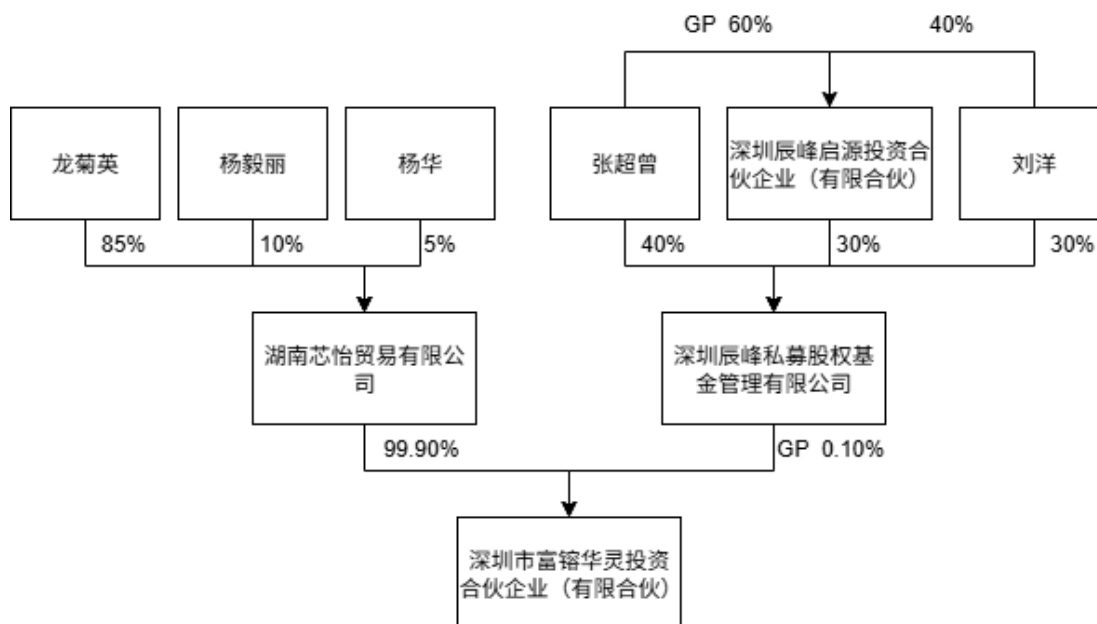 GP 60% 40%
龙菊英 杨毅丽 杨华 张超曾 深圳辰峰启源投资合
伙企业（有限合伙） 刘洋
85% 10% 5% 40% 30% 30%
湖南芯怡贸易有限公
司
深圳辰峰私募股权基
金管理有限公司
99.90% GP 0.10%
深圳市富镕华灵投资
合伙企业（有限合伙）